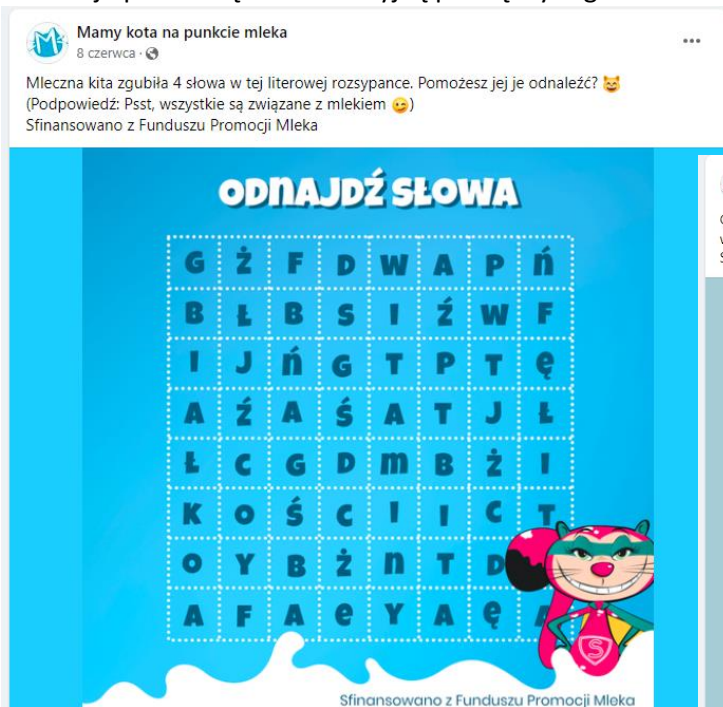 Mamy kota na punkcie mleka
8 czerwca ·
Mleczna kita zgubiła 4 słowa w tej literowej rozsypance. Pomożesz jej je odnaleźć?
(Podpowiedź: Psst, wszystkie są związane z mlekiem )
Sfinansowano z Funduszu Promocji Mleka
ODNAJDŹ SŁOWA
G Ż F D W A P Ń
B Ł B S I Ź W F
I J Ń G T P T Ę
A Ź A Ś A T J Ł
Ł C G D M B Ż I
K O Ś C I I C T
O Y B Ż N T D
A F A E Y A Ę
S
Sfinansowano z Funduszu Promocji Mleka